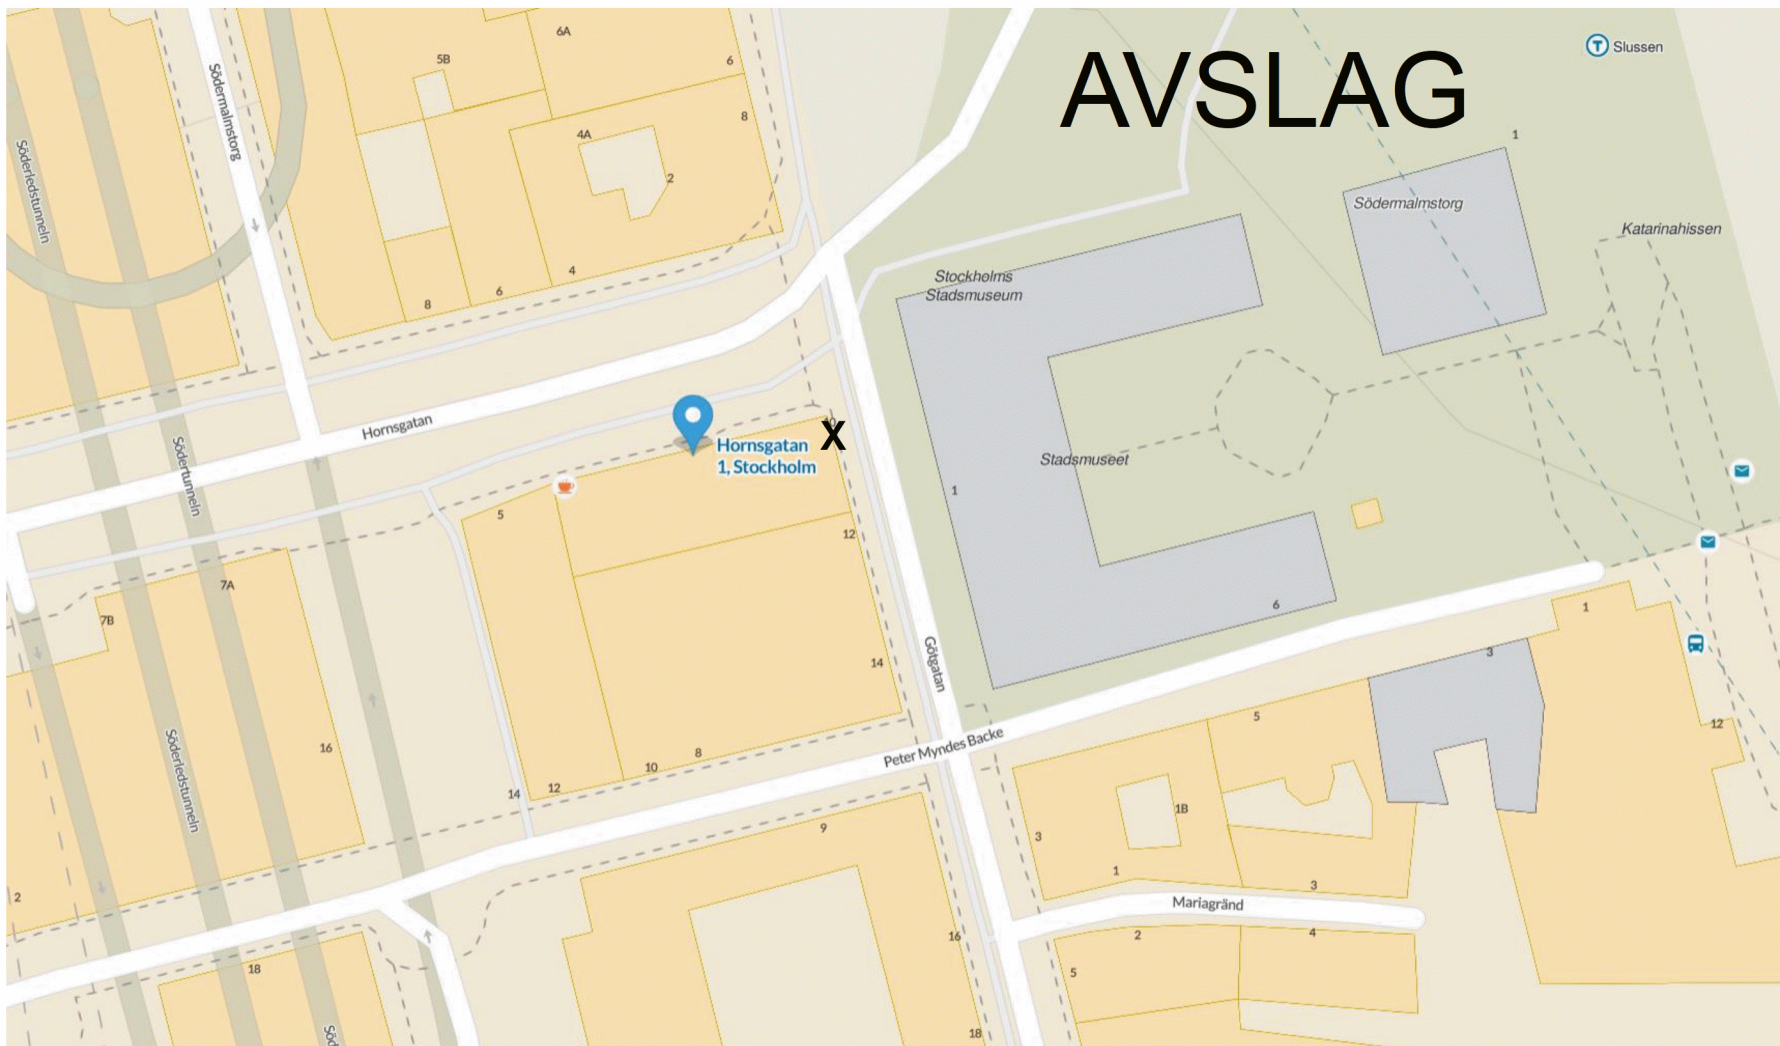 AVSLAG
Slussen
6A
5B
6
Södermalmstorg
8
4A
1
Söderledstunneln
2
Södermalmstorg
Katarinahissen
4
Stockholms
Stadsmuseum
6
8
Hornsgatan
X
Hornsgatan
1, Stockholm
Stadsmuseet
Södertunneln
1
5
12
7A
6
1
7B
Götgatan
3
14
5
12
16
Peter Myndes Backe
8
10
Söderledstunneln
12
14
1B
9
3
1
3
2
Mariagränd
16
2
4
18
5
18
Söd